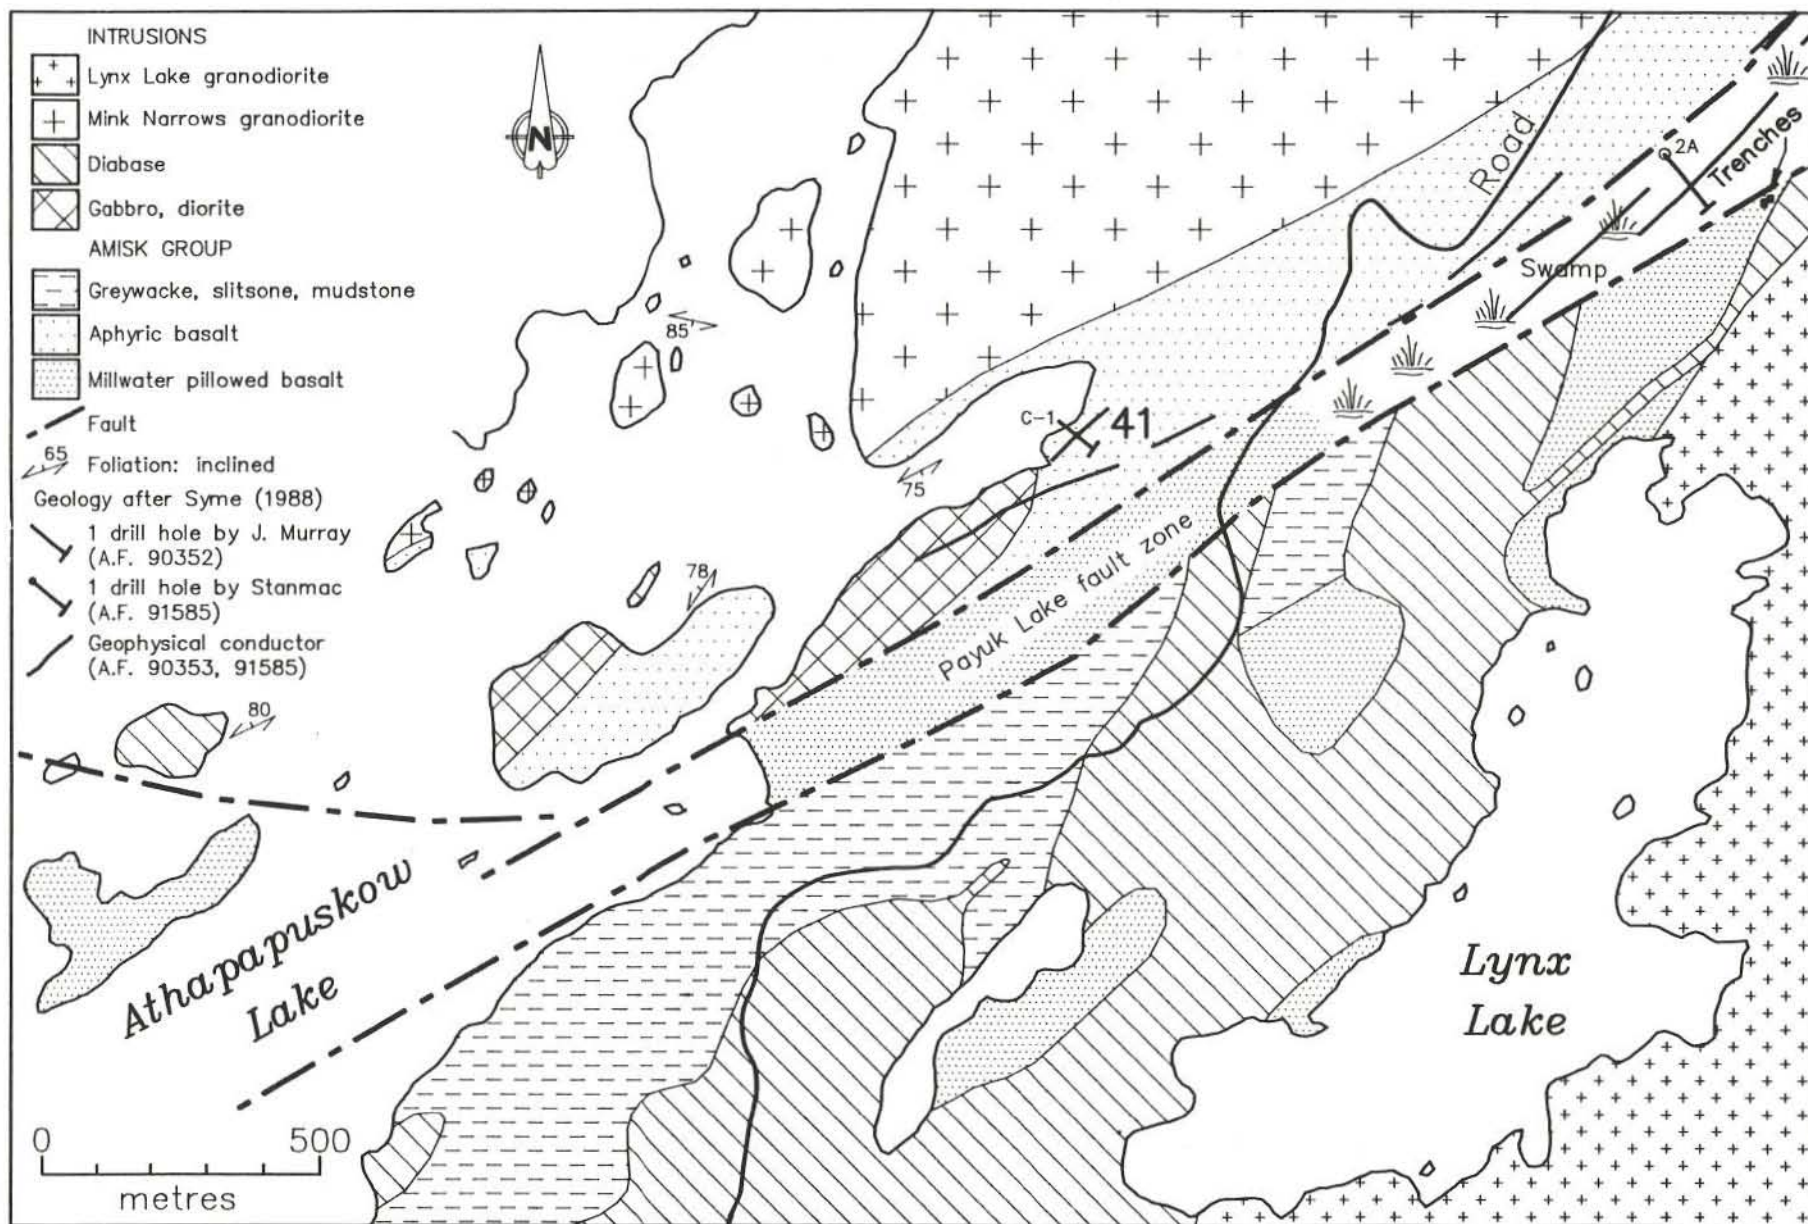 INTRUSIONS
Lynx Lake granodiorite
Mink Narrows granodiorite
Diabase
Gabbro, diorite
AMISK GROUP
Greywacke, slitsone, mudstone
Aphyric basalt
Millwater pillowed basalt
Fault
65
Foliation: inclined
Geology after Syme (1988)
1 drill hole by J. Murray
(A.F. 90352)
1 drill hole by Stanmac
(A.F. 91585)
Geophysical conductor
(A.F. 90353, 91585)
N
Road
2A
Trenches
Swamp
85'
C-1
41
75
78
80
Payuk Lake fault zone
Athapapuskow
Lake
Lynx
Lake
0 500
metres